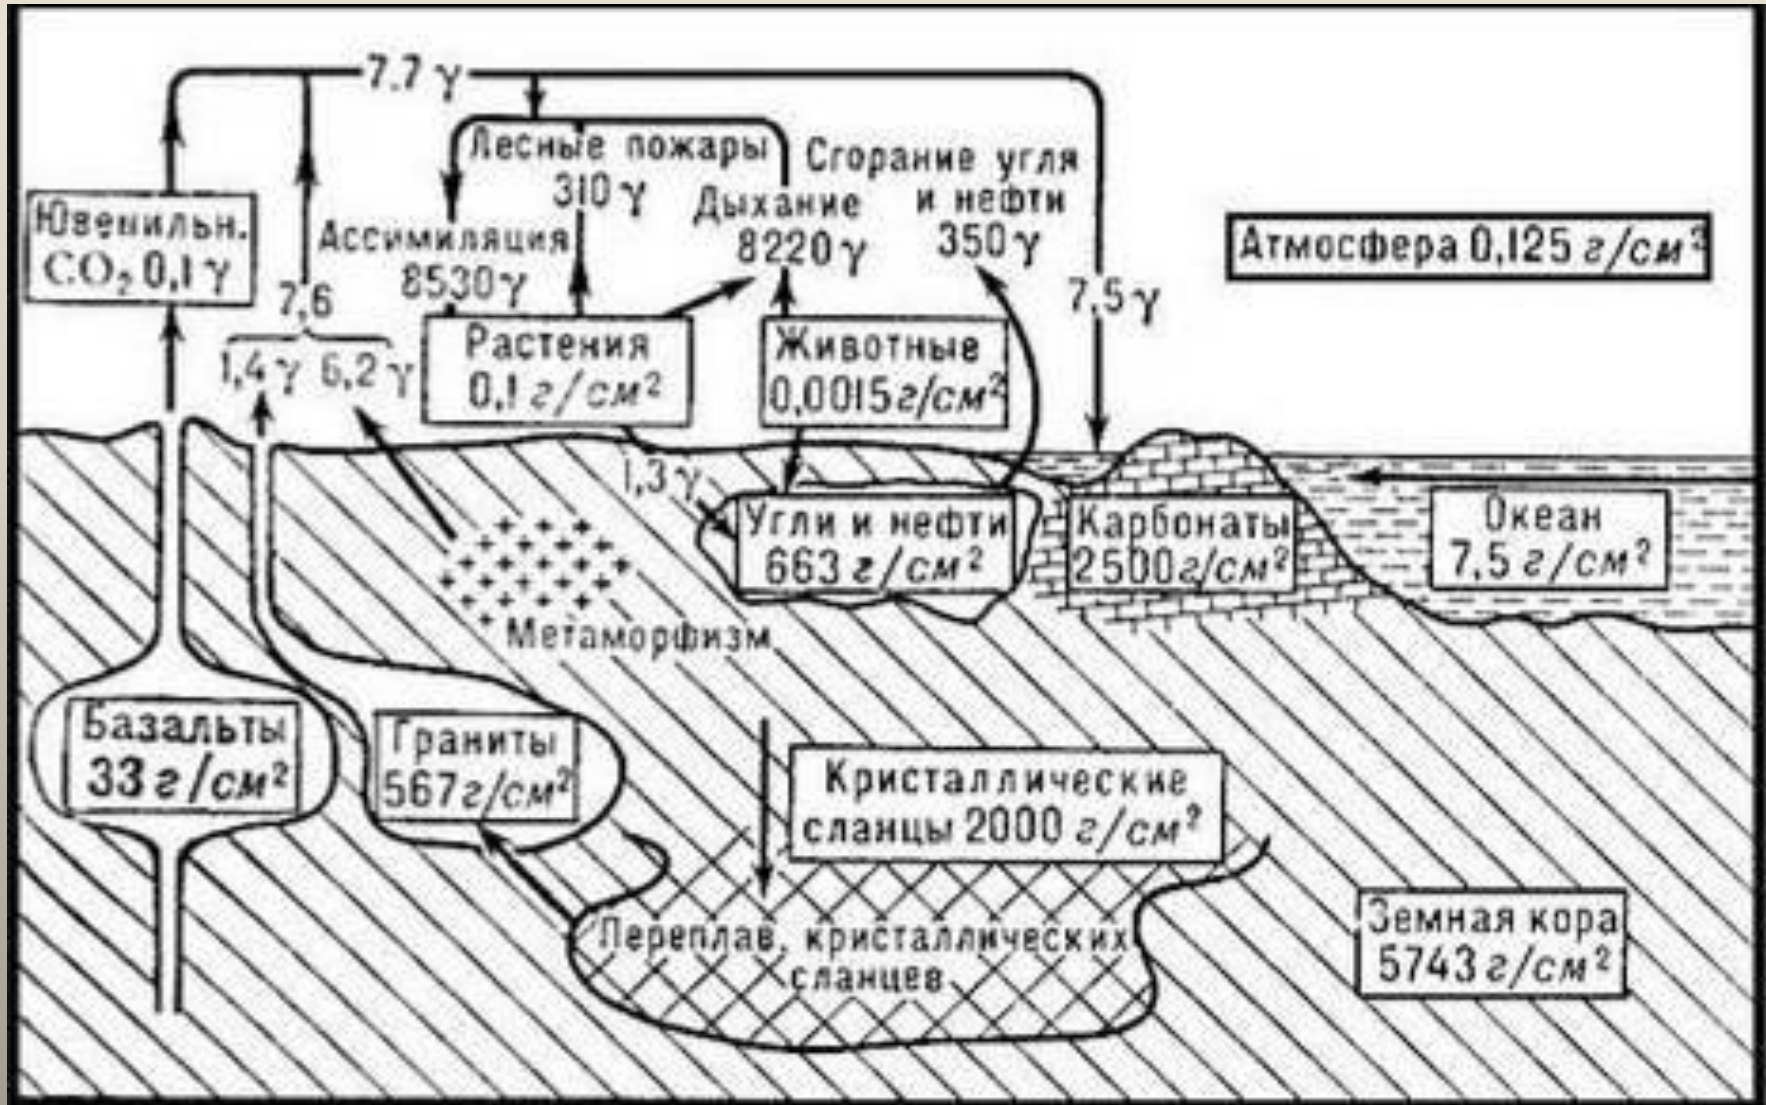 7.7 γ
Лесные пожары
310 γ
Сгорание угля
и нефти
350 γ
Дыхание
8220 γ
Ювенильн.
CO₂ 0,1 γ
Ассимиляция
8530 γ
Атмосфера 0,125 г/см²
7,6
7,5 γ
1,4 γ 6,2 γ
Растения
0,1 г/см²
Животные
0,0015 г/см²
1,3 γ
Угли и нефти
663 г/см²
Карбонаты
2500 г/см²
Океан
7,5 г/см²
Метаморфизм
Базальты
33 г/см²
Граниты
567 г/см²
Кристаллические
сланцы 2000 г/см²
Переплав. кристаллических
сланцев
Земная кора
5743 г/см²